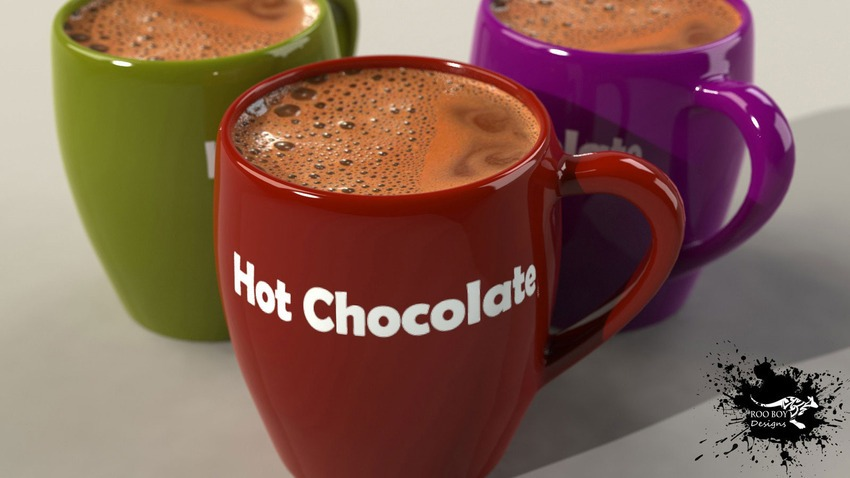 Hot Chocolate
ROO BOY
Designs